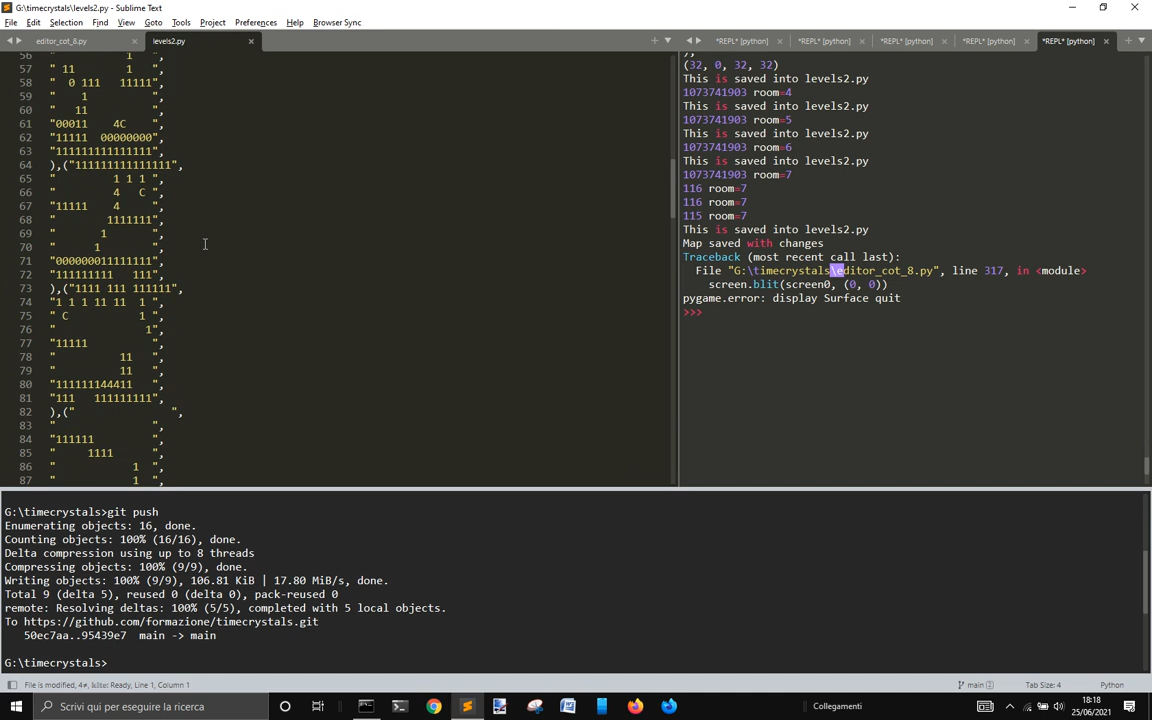 G:\timecrystals\levels2.py - Sublime Text
File Edit Selection Find View Goto Tools Project Preferences Help Browser Sync
editor_cot_8.py × levels2.py ×
*REPL* [python] × *REPL* [python] × *REPL* [python] × *REPL* [python] × *REPL* [python] ×
56 "           1   ",
57 " 11        1   ",
58 "  0 111   11111",
59 "    1          ",
60 "   11          ",
61 "00011    4C    ",
62 "11111  00000000",
63 "111111111111111",
64 ),("111111111111111",
65 "         1 1 1 ",
66 "         4   C ",
67 "11111    4     ",
68 "        1111111",
69 "       1       ",
70 "      1        ",
71 "000000011111111",
72 "111111111   111",
73 ),("1111 111 111111",
74 "1 1 1 11 11  1 ",
75 " C           1 ",
76 "              1",
77 "11111          ",
78 "          11   ",
79 "          11   ",
80 "111111144411   ",
81 "111   111111111",
82 ),("               ",
83 "               ",
84 "111111         ",
85 "     1111      ",
86 "            1  ",
87 "            1  ",
),
(32, 0, 32, 32)
This is saved into levels2.py
1073741903 room=4
This is saved into levels2.py
1073741903 room=5
This is saved into levels2.py
1073741903 room=6
This is saved into levels2.py
1073741903 room=7
116 room=7
116 room=7
115 room=7
This is saved into levels2.py
Map saved with changes
Traceback (most recent call last):
File "G:\timecrystals\editor_cot_8.py", line 317, in <module>
screen.blit(screen0, (0, 0))
pygame.error: display Surface quit
>>>
G:\timecrystals>git push
Enumerating objects: 16, done.
Counting objects: 100% (16/16), done.
Delta compression using up to 8 threads
Compressing objects: 100% (9/9), done.
Writing objects: 100% (9/9), 106.81 KiB | 17.80 MiB/s, done.
Total 9 (delta 5), reused 0 (delta 0), pack-reused 0
remote: Resolving deltas: 100% (5/5), completed with 5 local objects.
To https://github.com/formazione/timecrystals.git
50ec7aa..95439e7  main -> main
G:\timecrystals>
File is modified, Ready, Line 1, Column 1
main 2 Tab Size: 4 Python
Scrivi qui per eseguire la ricerca
Collegamenti
18:18
25/06/2021